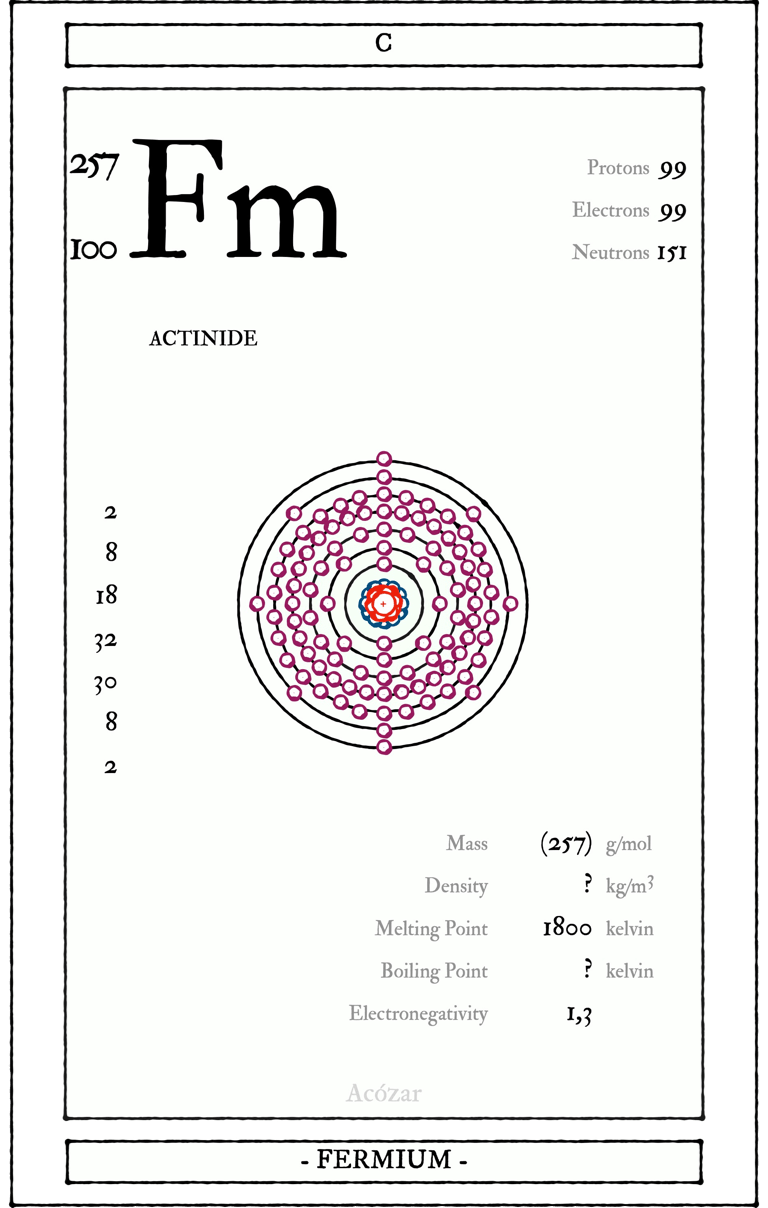 C
257
Fm
100
Protons 99
Electrons 99
Neutrons 151
ACTINIDE
2
8
18
32
30
8
2
+
Mass (257) g/mol
Density ? kg/m³
Melting Point 1800 kelvin
Boiling Point ? kelvin
Electronegativity 1,3
Acózar
- FERMIUM -